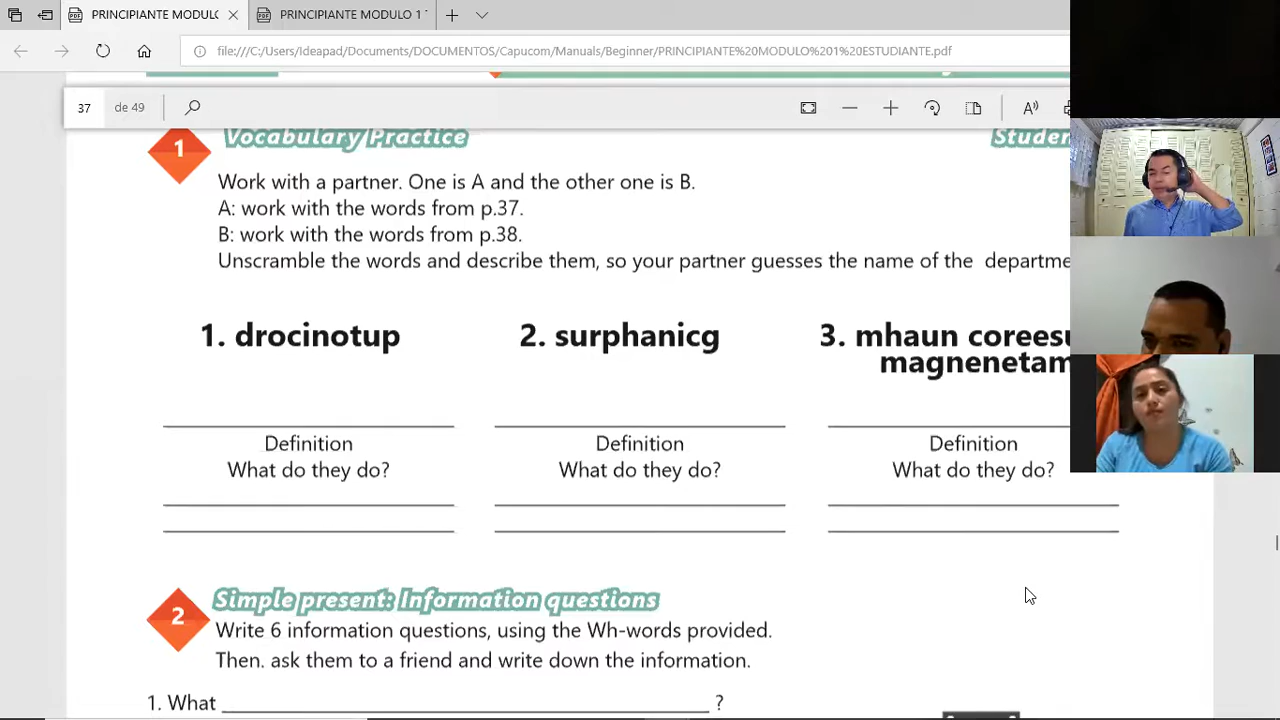 PRINCIPIANTE MODULO
PRINCIPIANTE MODULO 1
file:///C:/Users/Ideapad/Documents/DOCUMENTOS/Capucom/Manuals/Beginner/PRINCIPIANTE%20MODULO%201%20ESTUDIANTE.pdf
37 de 49
1 Vocabulary Practice
Work with a partner. One is A and the other one is B.
A: work with the words from p.37.
B: work with the words from p.38.
Unscramble the words and describe them, so your partner guesses the name of the
1. drocinotup 2. surphanicg 3. mhaun
Definition Definition Definition
What do they do? What do they do? What do they do?
2 Simple present: Information questions
Write 6 information questions, using the Wh-words provided.
Then. ask them to a friend and write down the information.
1. What ?